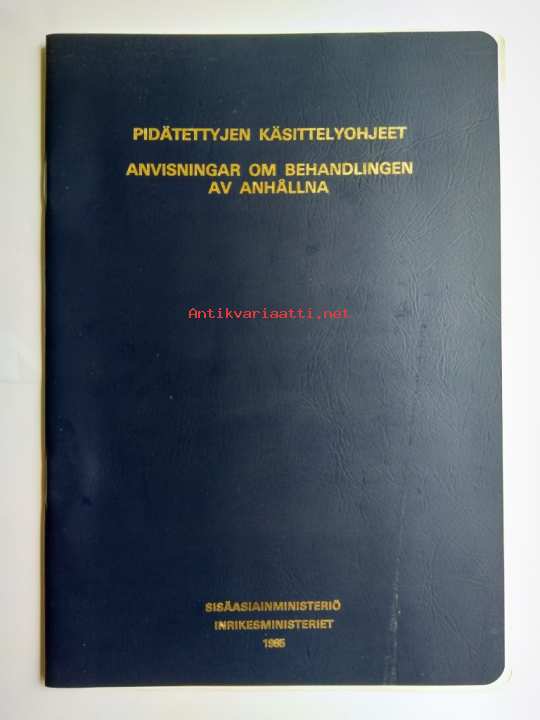 PIDÄTETTYJEN KÄSITTELYOHJEET
ANVISNINGAR OM BEHANDLINGEN
AV ANHÅLLNA
Antikvariaatti.net
SISÄASIAINMINISTERIÖ
INRIKESMINISTERIET
1985